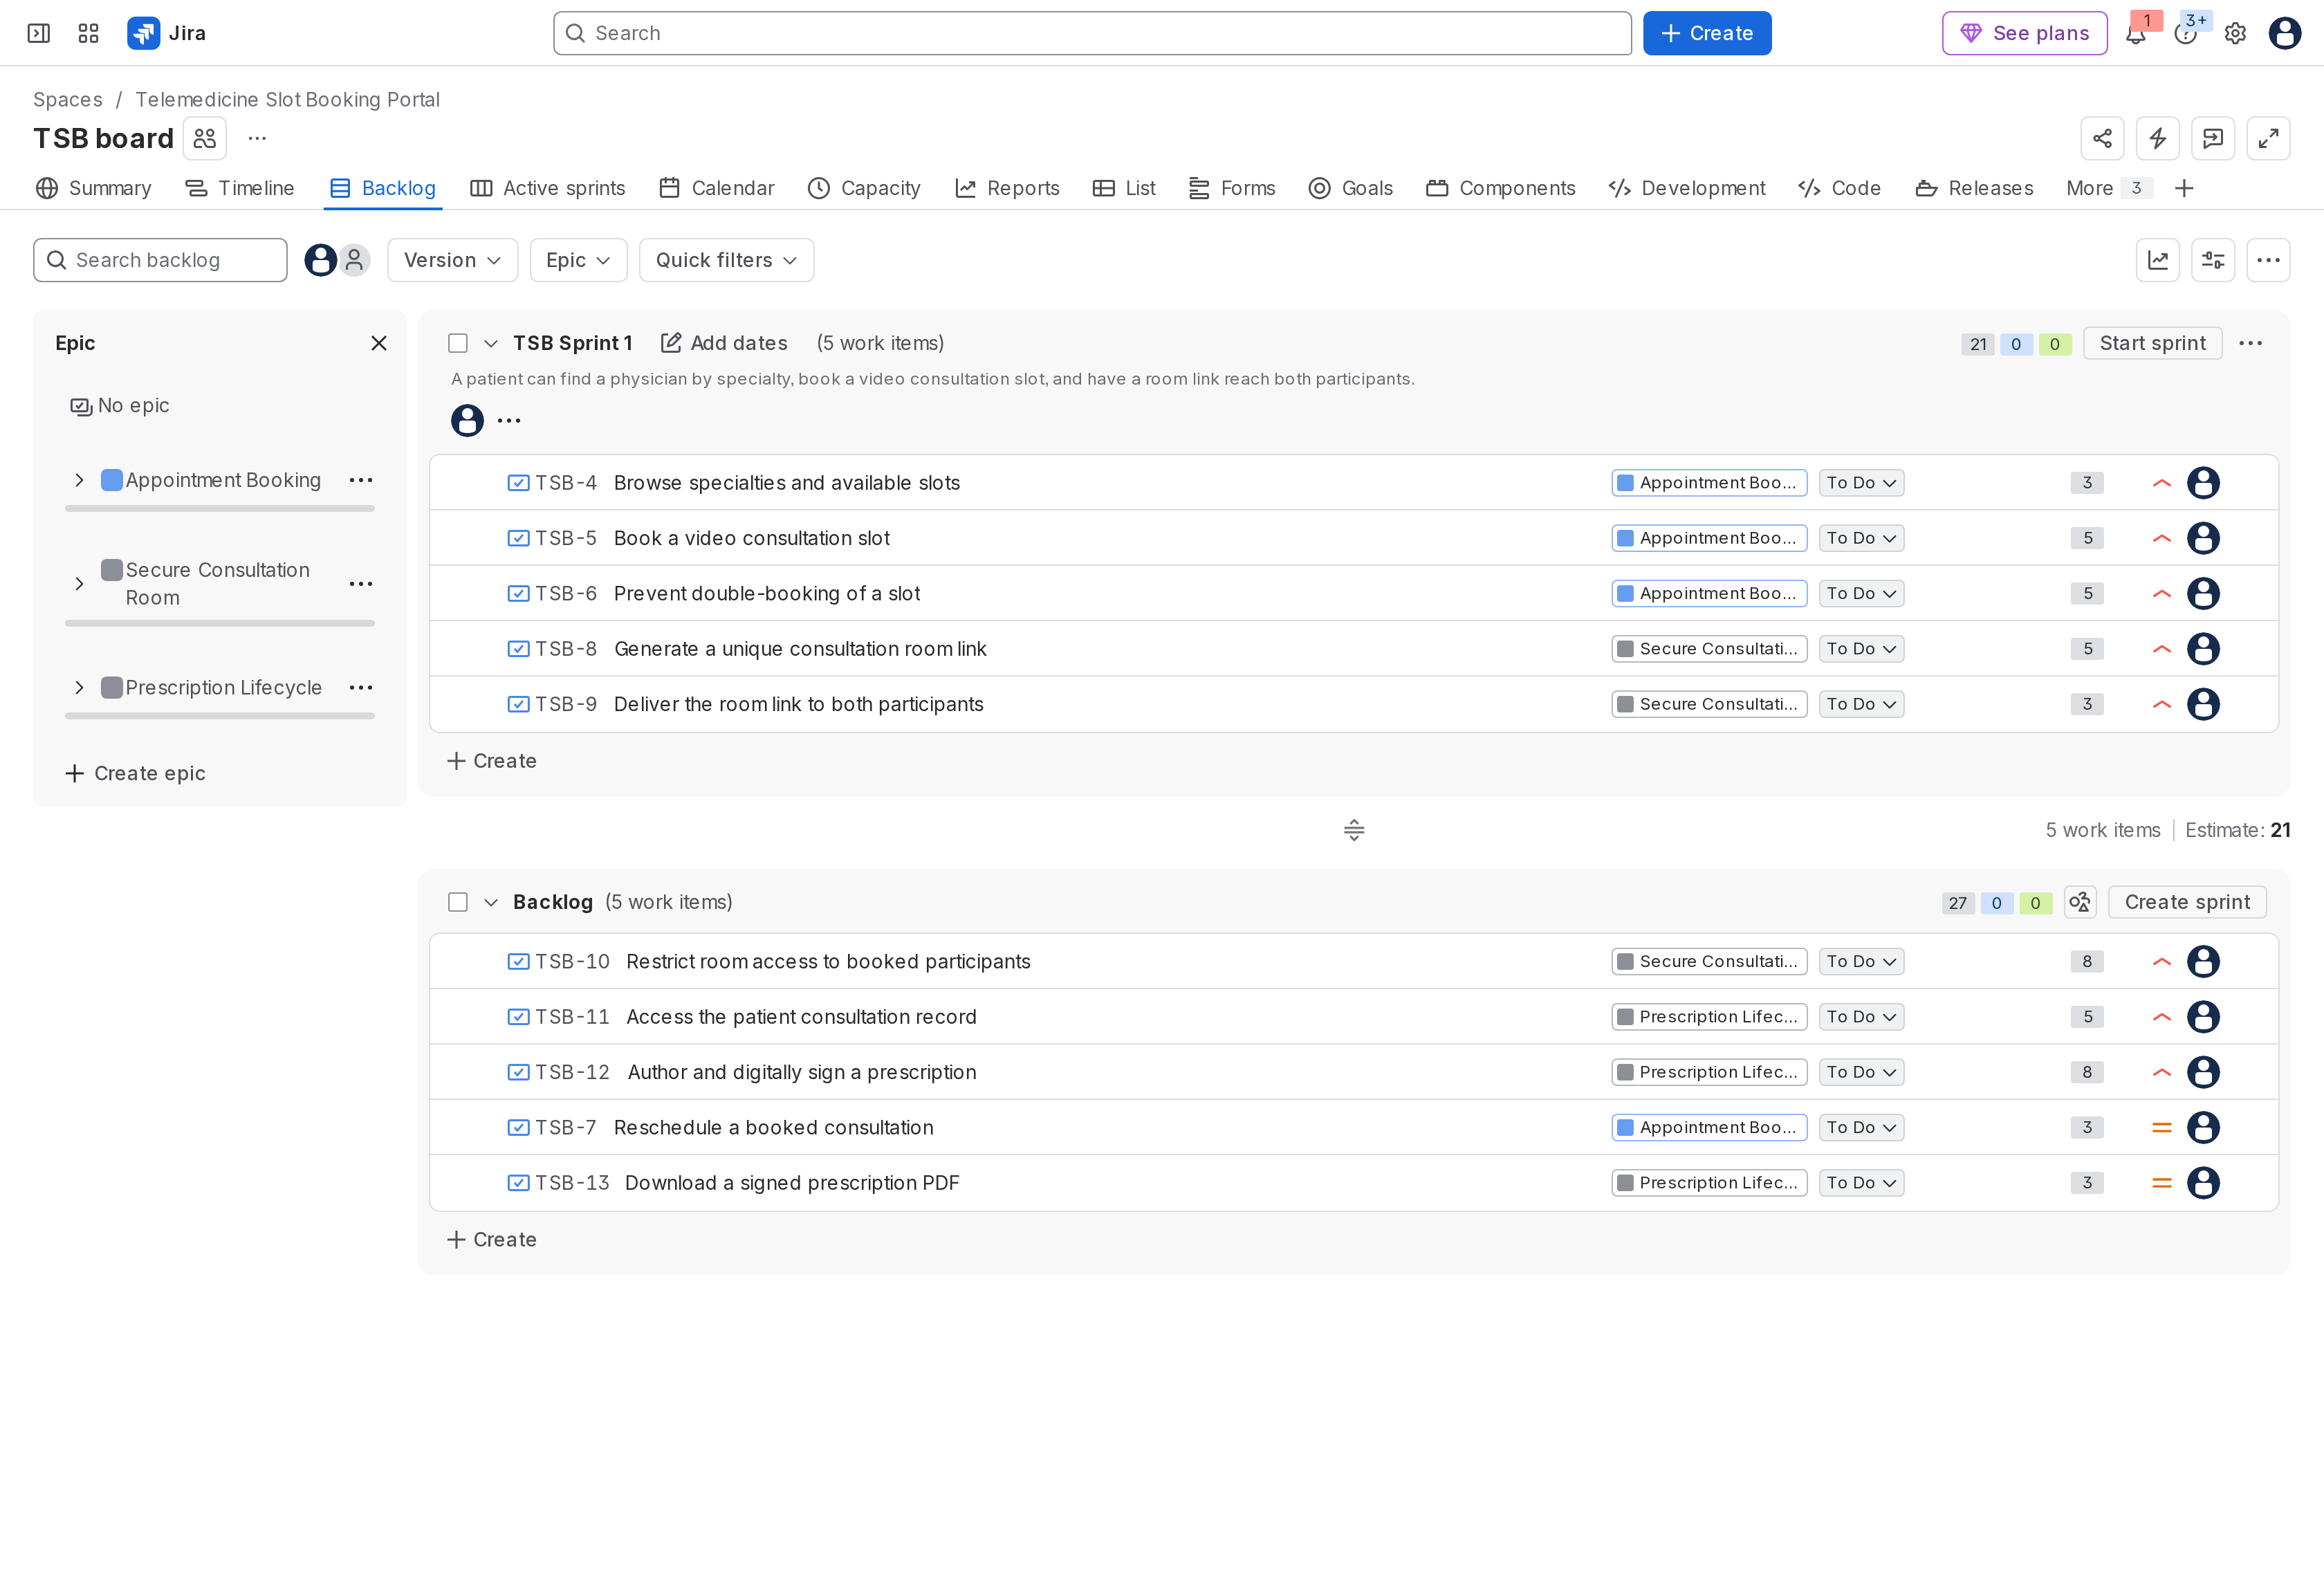 Jira
Search
Create
See plans
1
3+
Spaces / Telemedicine Slot Booking Portal
TSB board
Summary Timeline Backlog Active sprints Calendar Capacity Reports List Forms Goals Components Development Code Releases More 3
Search backlog
Version Epic Quick filters
Epic
No epic
Appointment Booking
Secure Consultation
Room
Prescription Lifecycle
Create epic
TSB Sprint 1 Add dates (5 work items) 21 0 0 Start sprint
A patient can find a physician by specialty, book a video consultation slot, and have a room link reach both participants.
TSB-4 Browse specialties and available slots Appointment Boo... To Do 3
TSB-5 Book a video consultation slot Appointment Boo... To Do 5
TSB-6 Prevent double-booking of a slot Appointment Boo... To Do 5
TSB-8 Generate a unique consultation room link Secure Consultati... To Do 5
TSB-9 Deliver the room link to both participants Secure Consultati... To Do 3
Create
5 work items Estimate: 21
Backlog (5 work items) 27 0 0 Create sprint
TSB-10 Restrict room access to booked participants Secure Consultati... To Do 8
TSB-11 Access the patient consultation record Prescription Lifec... To Do 5
TSB-12 Author and digitally sign a prescription Prescription Lifec... To Do 8
TSB-7 Reschedule a booked consultation Appointment Boo... To Do 3
TSB-13 Download a signed prescription PDF Prescription Lifec... To Do 3
Create